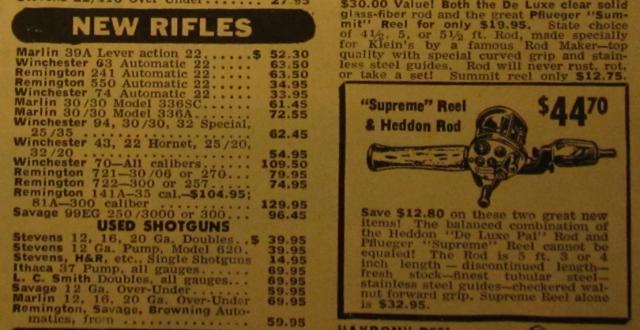 27.95
NEW RIFLES
Marlin 39A Lever action 22.....$ 52.30
Winchester 63 Automatic 22 .... 63.50
Remington 241 Automatic 22..... 63.50
Remington 550 Automatic 22..... 34.95
Winchester 74 Automatic 22 .... 33.95
Marlin 30/30 Model 336SC....... 61.45
Marlin 30/30 Model 336A........ 72.55
Winchester 94, 30/30, 32 Special,
25/35 ..................... 62.45
Winchester 43, 22 Hornet, 25/20,
32/20 ..................... 54.95
Winchester 70—All calibers..... 109.50
Remington 721—30/06 or 270..... 79.95
Remington 722—300 or 257....... 74.95
Remington 141A-35 cal.—$104.95;
81A—300 caliber ........... 129.95
Savage 99EG 250/3000 or 300... 96.45
USED SHOTGUNS
Stevens 12, 16, 20 Ga. Doubles..$ 39.95
Stevens 12 Ga. Pump, Model 620. 39.95
Stevens, H&R, etc., Single Shotguns 14.95
Ithaca 37 Pump, all gauges..... 69.95
L. C. Smith Doubles, all gauges... 69.95
Savage 12 Ga. Over-Under....... 59.95
Marlin 12, 16, 20 Ga. Over-Under 69.95
Remington, Savage, Browning Auto-
matics, from .............. 59.95
$30.00 Value! Both the De Luxe clear solid
glass-fiber rod and the great Pflueger "Sum-
mit" Reel for only $19.95. State choice
of 4½, 5, or 5½ ft. Rod, made specially
for Klein's by a famous Rod Maker—top
quality with special curved grip and stain-
less steel guides. Rod will never rust, rot,
or take a set! Summit reel only $12.75.
"Supreme" Reel
& Heddon Rod
$44.70
Save $12.80 on these two great new
items! The balanced combination of
the Heddon "De Luxe Pal" Rod and
Pflueger "Supreme" Reel cannot be
equaled! The Rod is 5 ft. 3 or 4
inch length — discontinued length—
fresh stock—finest tubular steel—
stainless steel guides—checkered wal-
nut forward grip. Supreme Reel alone
is $32.95.